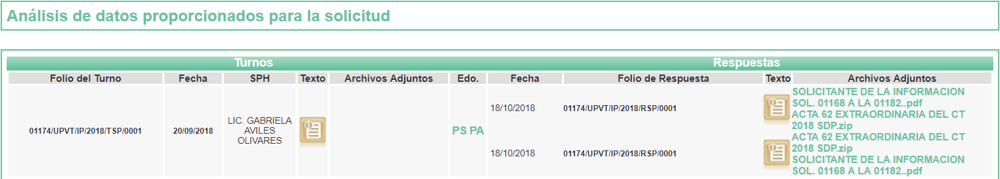 Análisis de datos proporcionados para la solicitud
Turnos Respuestas
Folio del Turno Fecha SPH Texto Archivos Adjuntos Edo. Fecha Folio de Respuesta Texto Archivos Adjuntos
01174/UPVT/IP/2018/TSP/0001 20/09/2018 LIC. GABRIELA
AVILES
OLIVARES
PS PA
18/10/2018 01174/UPVT/IP/2018/RSP/0001 SOLICITANTE DE LA INFORMACION
SOL. 01168 A LA 01182..pdf
ACTA 62 EXTRAORDINARIA DEL CT
2018 SDP.zip
18/10/2018 01174/UPVT/IP/2018/RSP/0001 ACTA 62 EXTRAORDINARIA DEL CT
2018 SDP.zip
SOLICITANTE DE LA INFORMACION
SOL. 01168 A LA 01182..pdf